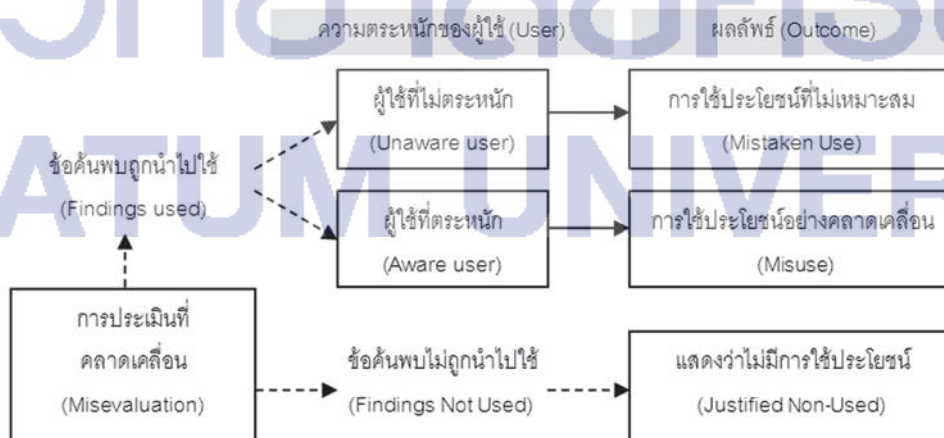 ความตระหนักของผู้ใช้ (User)
ผลลัพธ์ (Outcome)
ผู้ใช้ที่ไม่ตระหนัก
(Unaware user)
การใช้ประโยชน์ที่ไม่เหมาะสม
(Mistaken Use)
ข้อค้นพบถูกนำไปใช้
(Findings used)
ATUM UNIVER
ผู้ใช้ที่ตระหนัก
(Aware user)
การใช้ประโยชน์อย่างคลาดเคลื่อน
(Misuse)
การประเมินที่
คลาดเคลื่อน
(Misevaluation)
ข้อค้นพบไม่ถูกนำไปใช้
(Findings Not Used)
แสดงว่าไม่มีการใช้ประโยชน์
(Justified Non-Used)